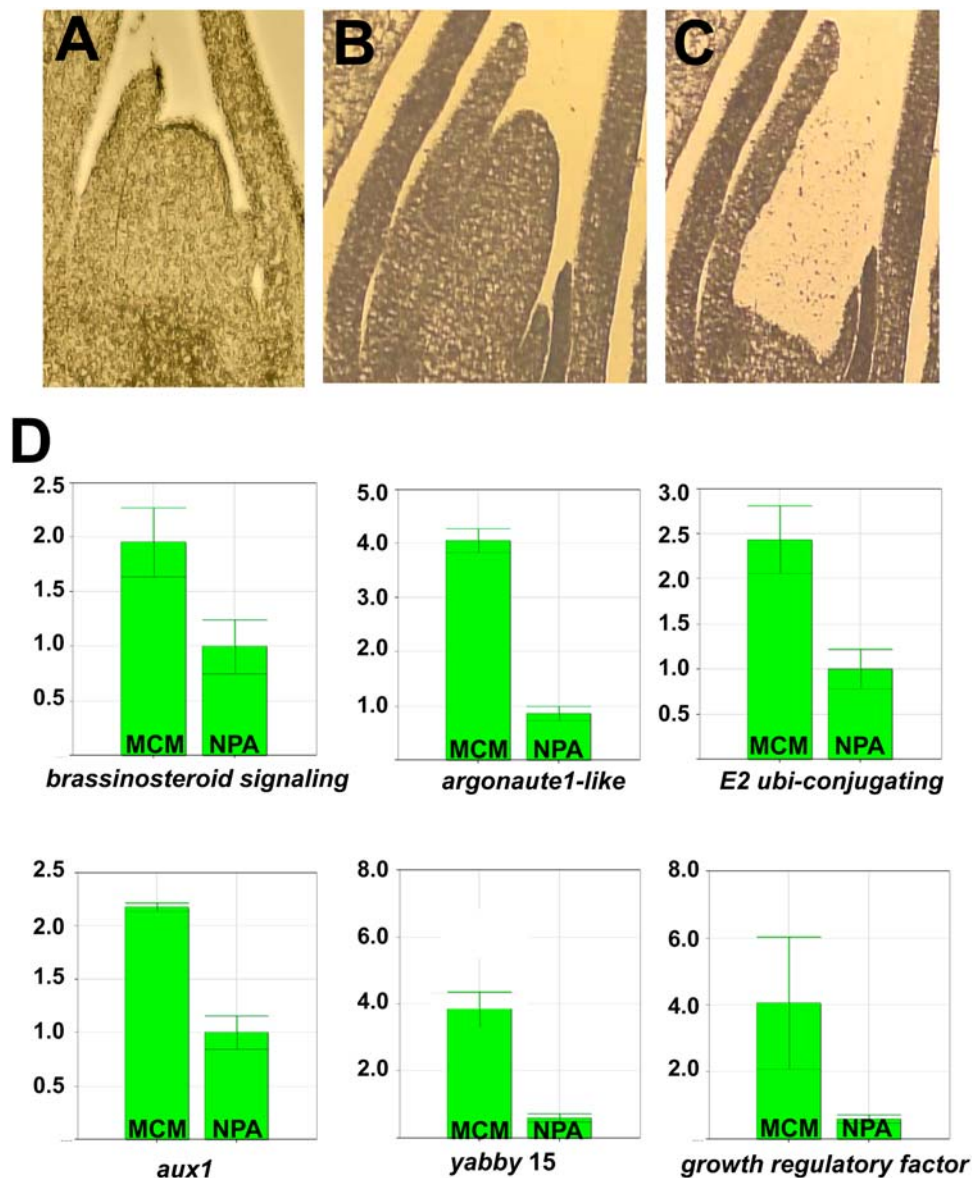 A B C
D
2.5
2.0
1.5
1.0
0.5
MCM NPA
brassinosteroid signaling
5.0
4.0
3.0
2.0
1.0
MCM NPA
argonaute1-like
3.0
2.5
2.0
1.5
1.0
0.5
MCM NPA
E2 ubi-conjugating
2.5
2.0
1.5
1.0
0.5
MCM NPA
aux1
8.0
6.0
4.0
2.0
MCM NPA
yabby 15
8.0
6.0
4.0
2.0
MCM NPA
growth regulatory factor